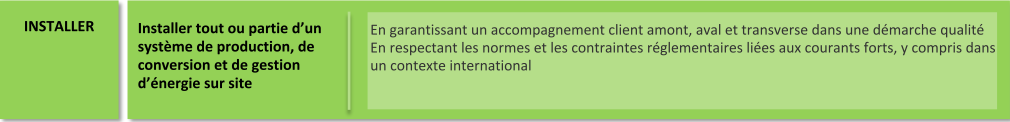 INSTALLER
Installer tout ou partie d’un
système de production, de
conversion et de gestion
d’énergie sur site
En garantissant un accompagnement client amont, aval et transverse dans une démarche qualité
En respectant les normes et les contraintes réglementaires liées aux courants forts, y compris dans
un contexte international